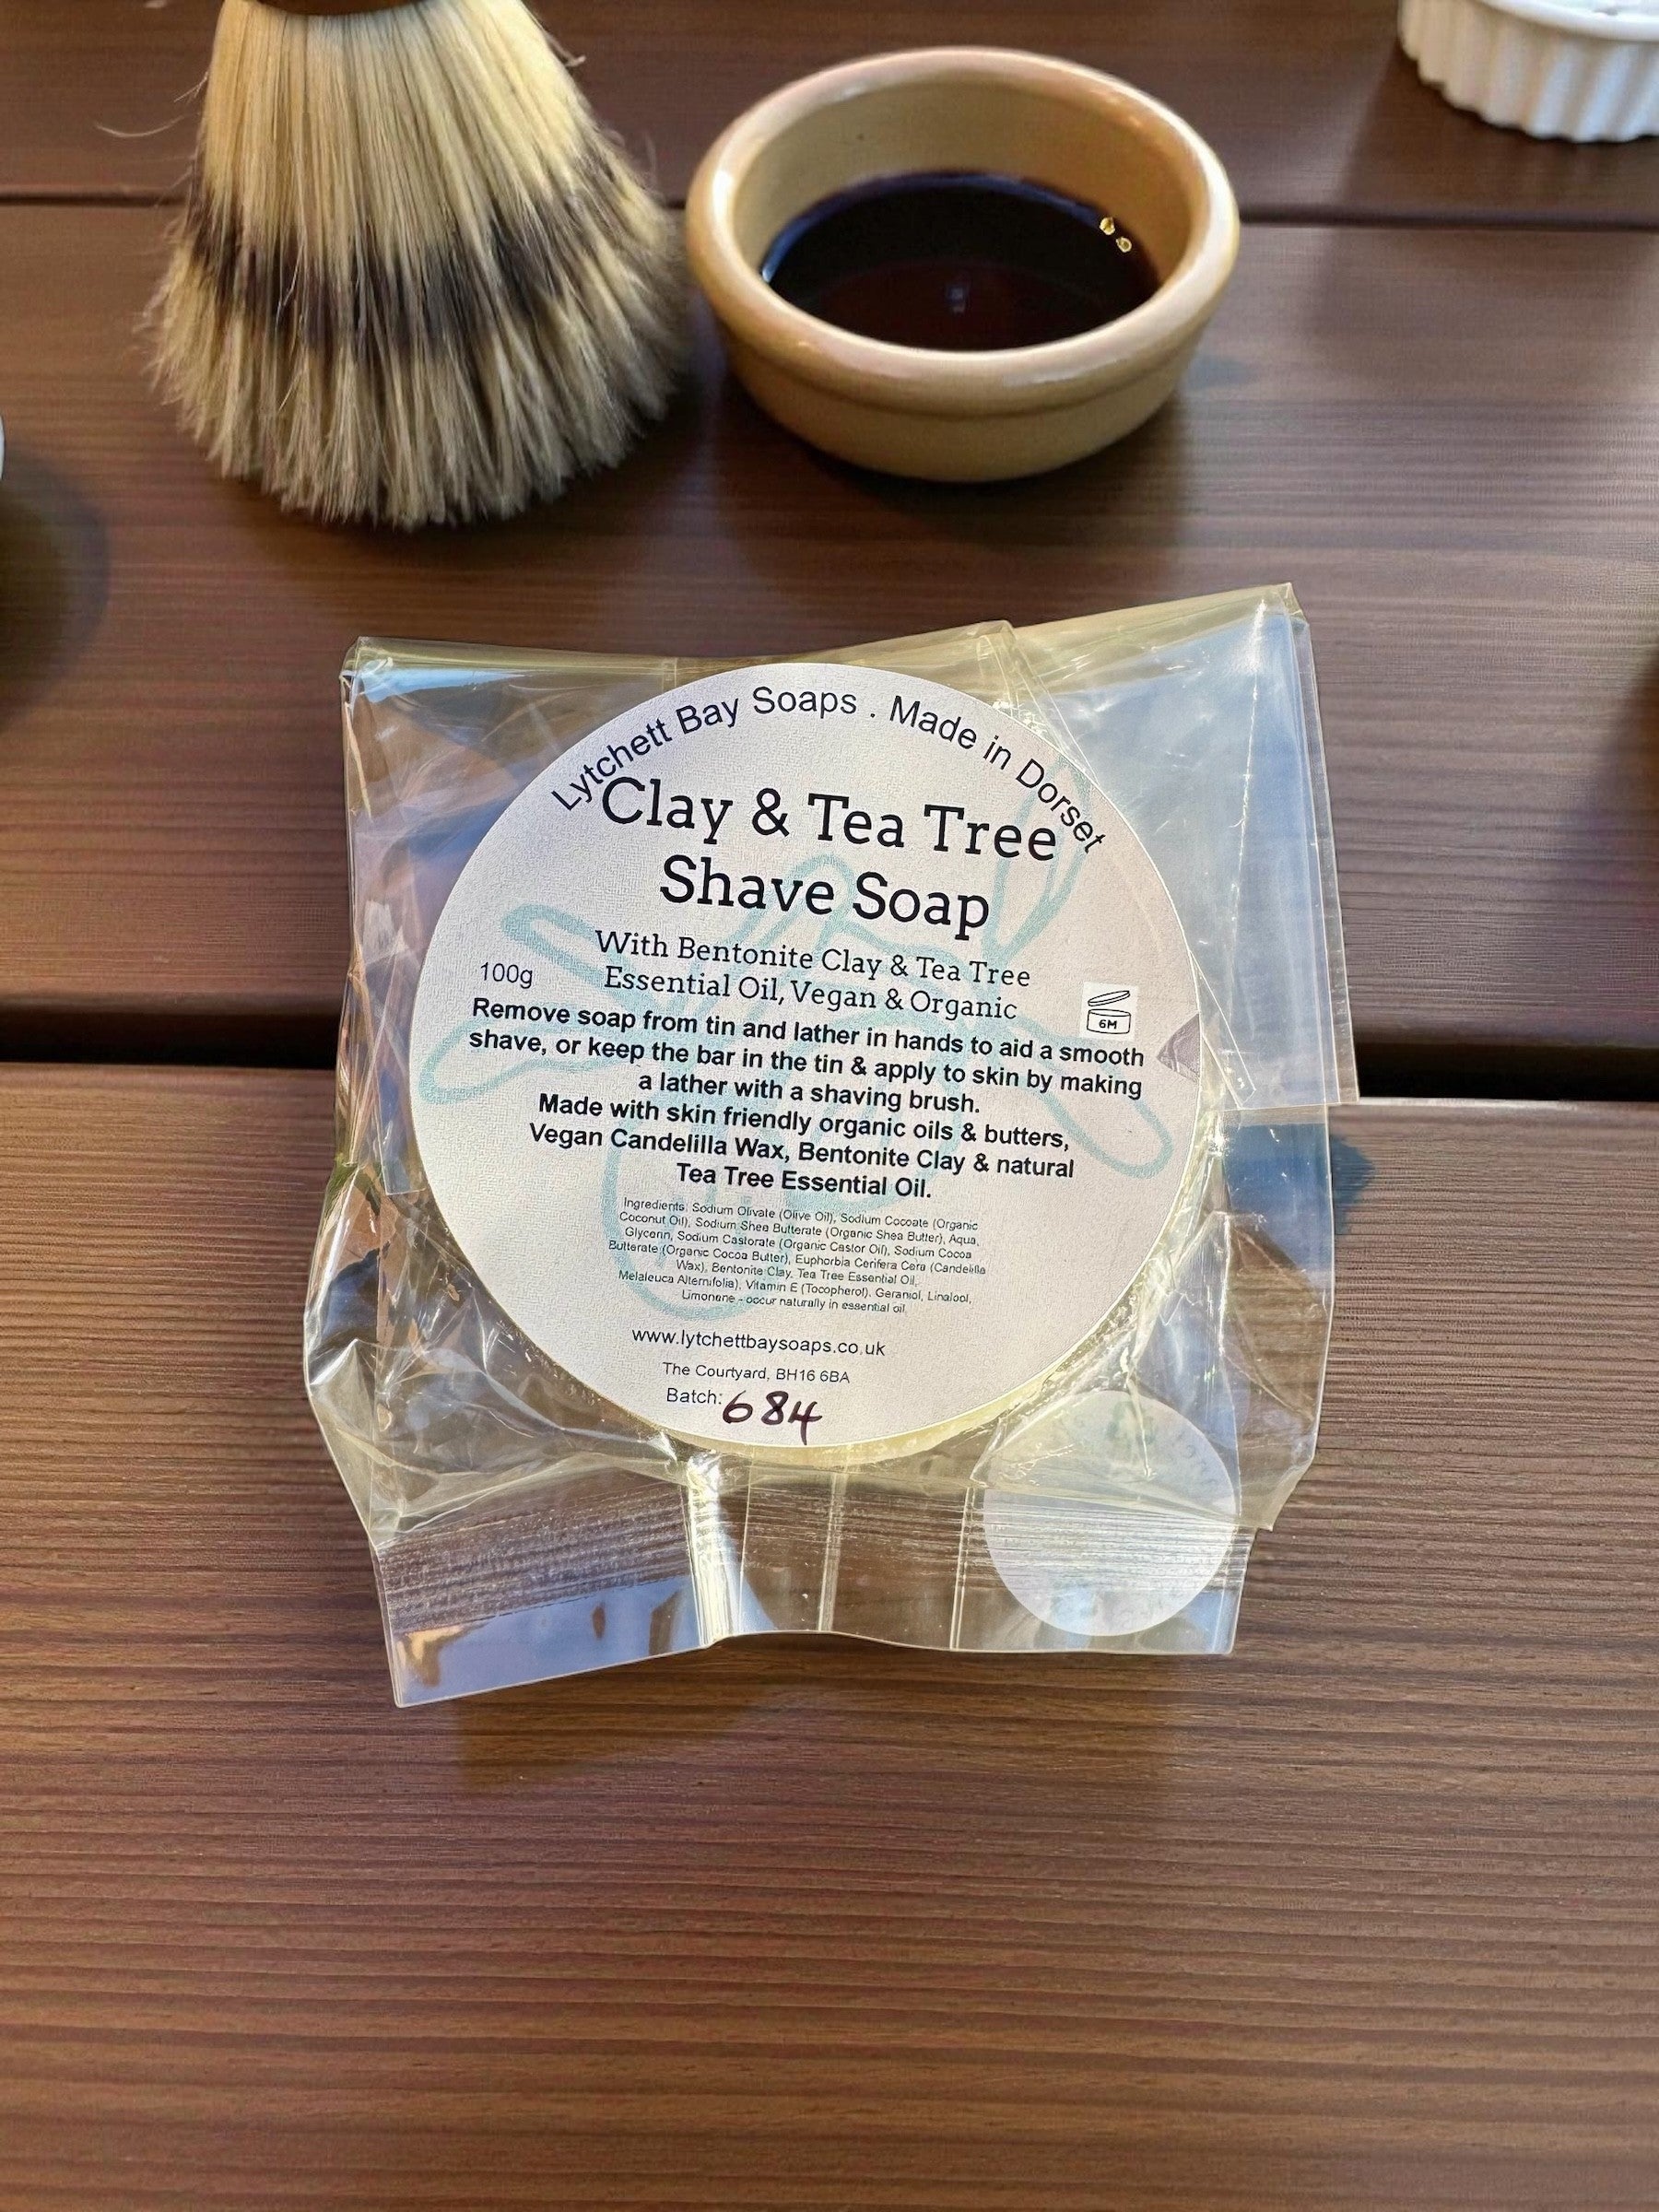 Lytchett Bay Soaps . Made in Dorset
Clay & Tea Tree
Shave Soap
With Bentonite Clay & Tea Tree
Essential Oil, Vegan & Organic
100g
6M
Remove soap from tin and lather in hands to aid a smooth
shave, or keep the bar in the tin & apply to skin by making
a lather with a shaving brush.
Made with skin friendly organic oils & butters,
Vegan Candelilla Wax, Bentonite Clay & natural
Tea Tree Essential Oil.
Ingredients: Sodium Olivate (Olive Oil), Sodium Cocoate (Organic
Coconut Oil), Sodium Shea Butterate (Organic Shea Butter), Aqua,
Glycerin, Sodium Castorate (Organic Castor Oil), Sodium Cocoa
Butterate (Organic Cocoa Butter), Euphorbia Cerifera Cera (Candelilla
Wax), Bentonite Clay, Tea Tree Essential Oil,
Melaleuca Alternifolia), Vitamin E (Tocopherol), Geraniol, Linalool,
Limonene - occur naturally in essential oil.
www.lytchettbaysoaps.co.uk
The Courtyard, BH16 6BA
Batch: 684